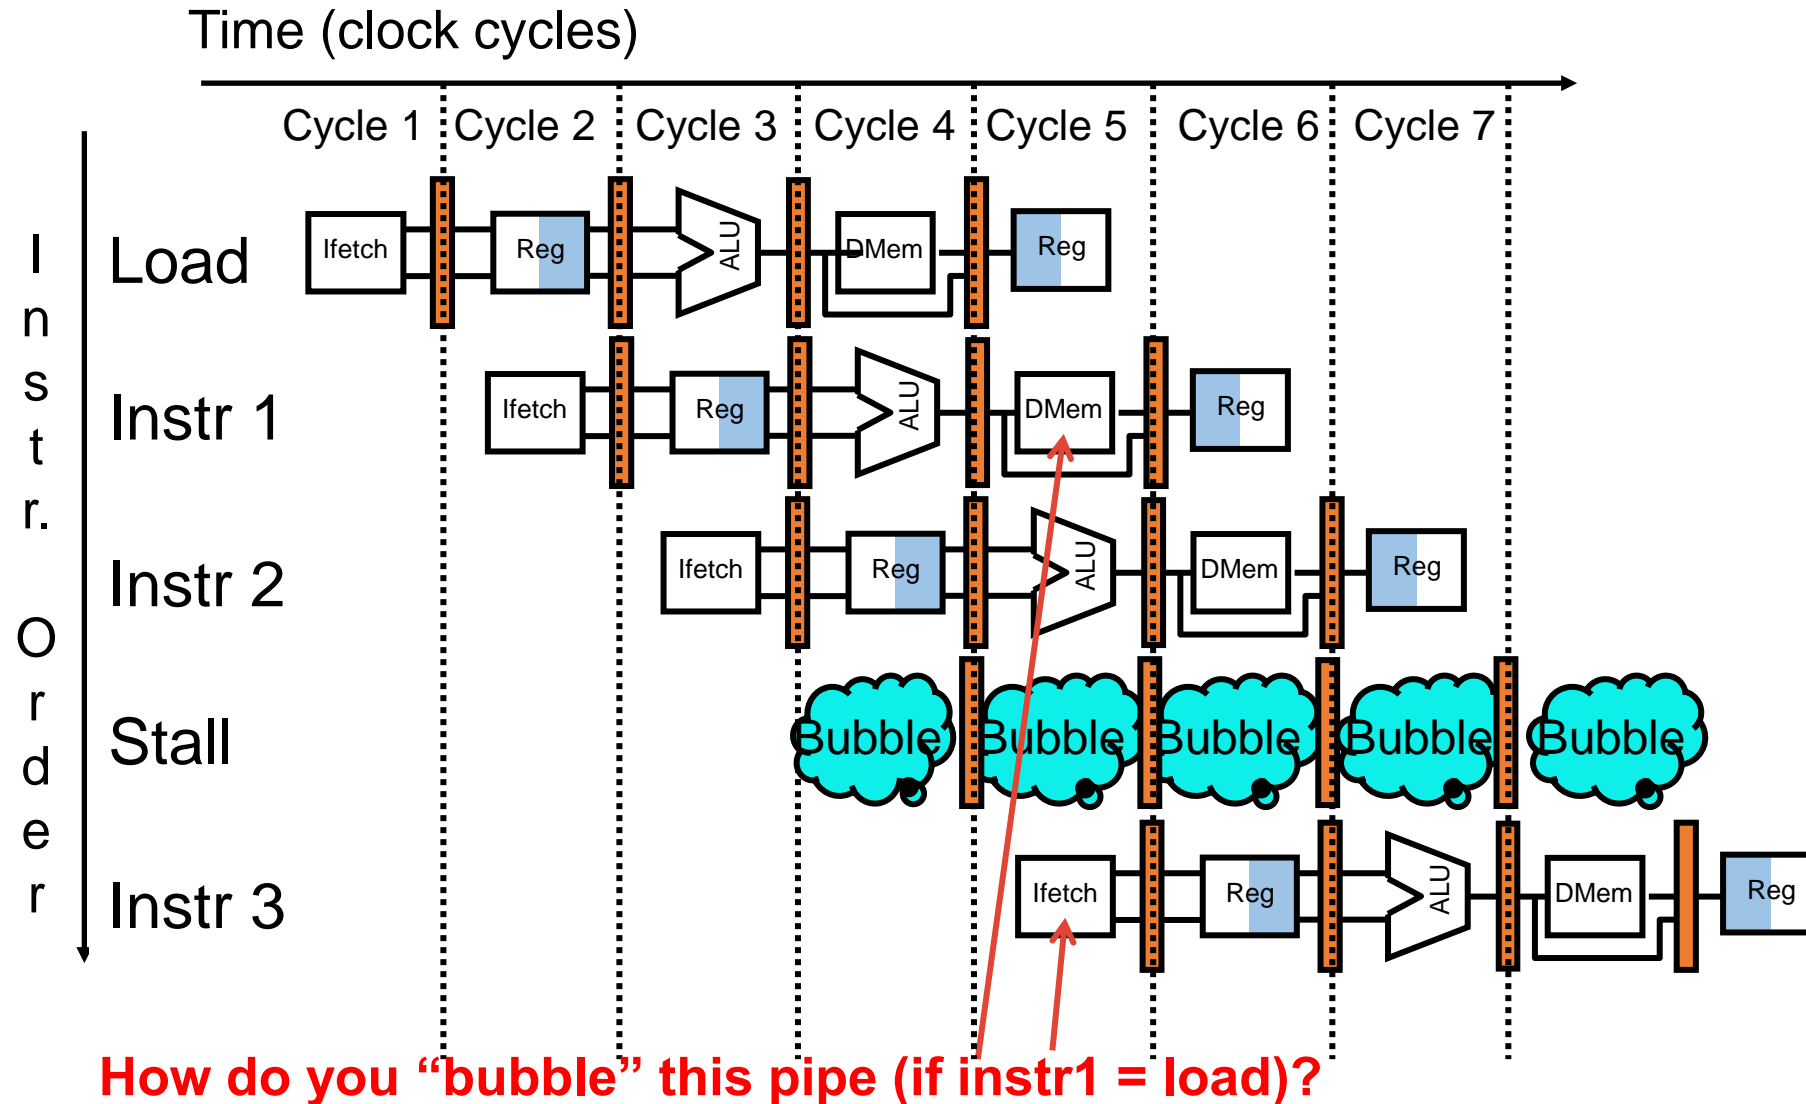 Time (clock cycles)
Cycle 1 Cycle 2 Cycle 3 Cycle 4 Cycle 5 Cycle 6 Cycle 7
Instr. Order
Load Ifetch Reg ALU DMem Reg
Instr 1 Ifetch Reg ALU DMem Reg
Instr 2 Ifetch Reg ALU DMem Reg
Stall Bubble Bubble Bubble Bubble Bubble
Instr 3 Ifetch Reg ALU DMem Reg
How do you “bubble” this pipe (if instr1 = load)?